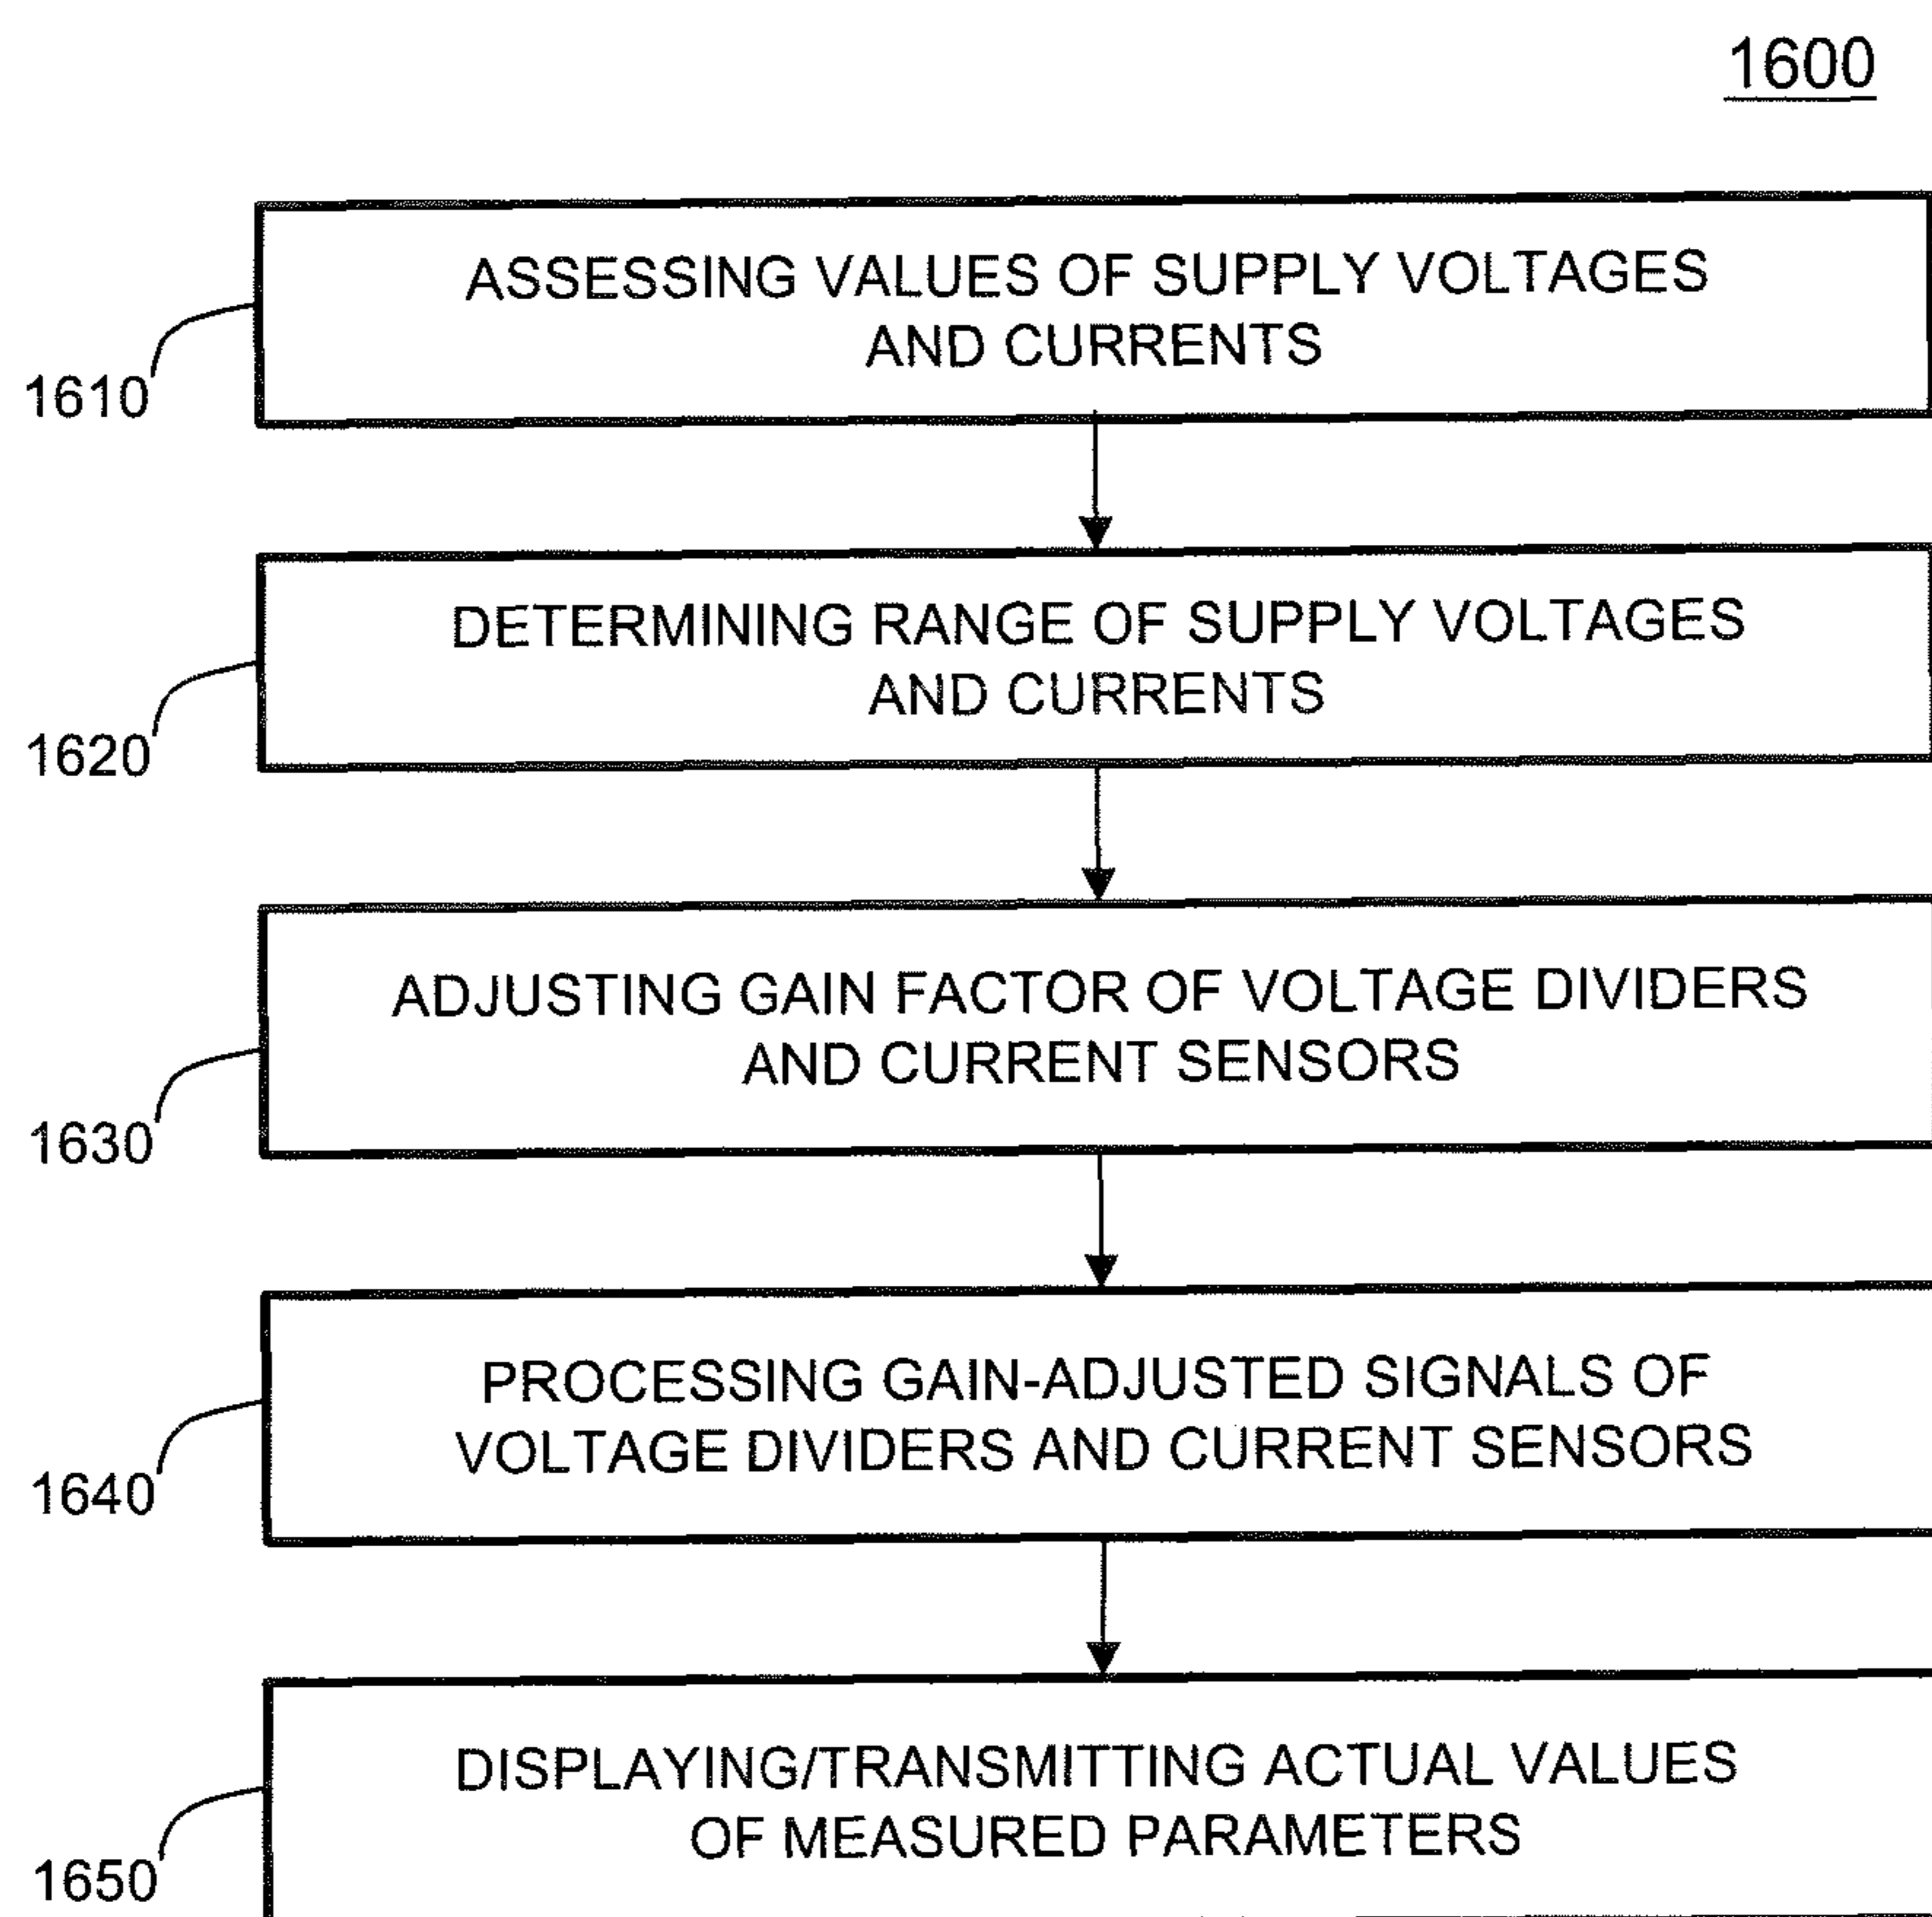 1600
ASSESSING VALUES OF SUPPLY VOLTAGES
AND CURRENTS
1610
DETERMINING RANGE OF SUPPLY VOLTAGES
AND CURRENTS
1620
ADJUSTING GAIN FACTOR OF VOLTAGE DIVIDERS
AND CURRENT SENSORS
1630
PROCESSING GAIN-ADJUSTED SIGNALS OF
VOLTAGE DIVIDERS AND CURRENT SENSORS
1640
DISPLAYING/TRANSMITTING ACTUAL VALUES
OF MEASURED PARAMETERS
1650